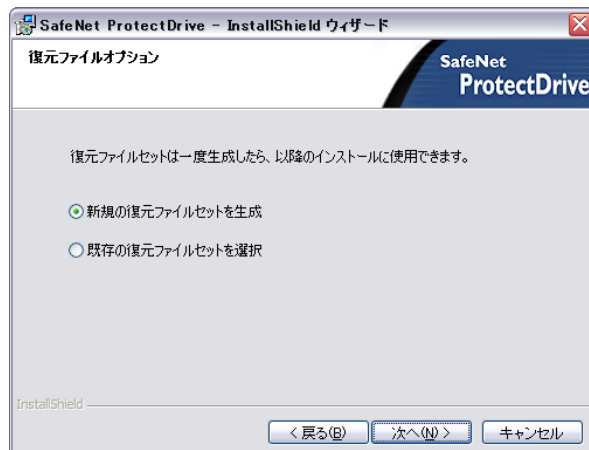 SafeNet ProtectDrive - InstallShield ウィザード
復元ファイルオプション
SafeNet
ProtectDrive
復元ファイルセットは一度生成したら、以降のインストールに使用できます。
新規の復元ファイルセットを生成
既存の復元ファイルセットを選択
InstallShield
< 戻る(B)
次へ(N) >
キャンセル